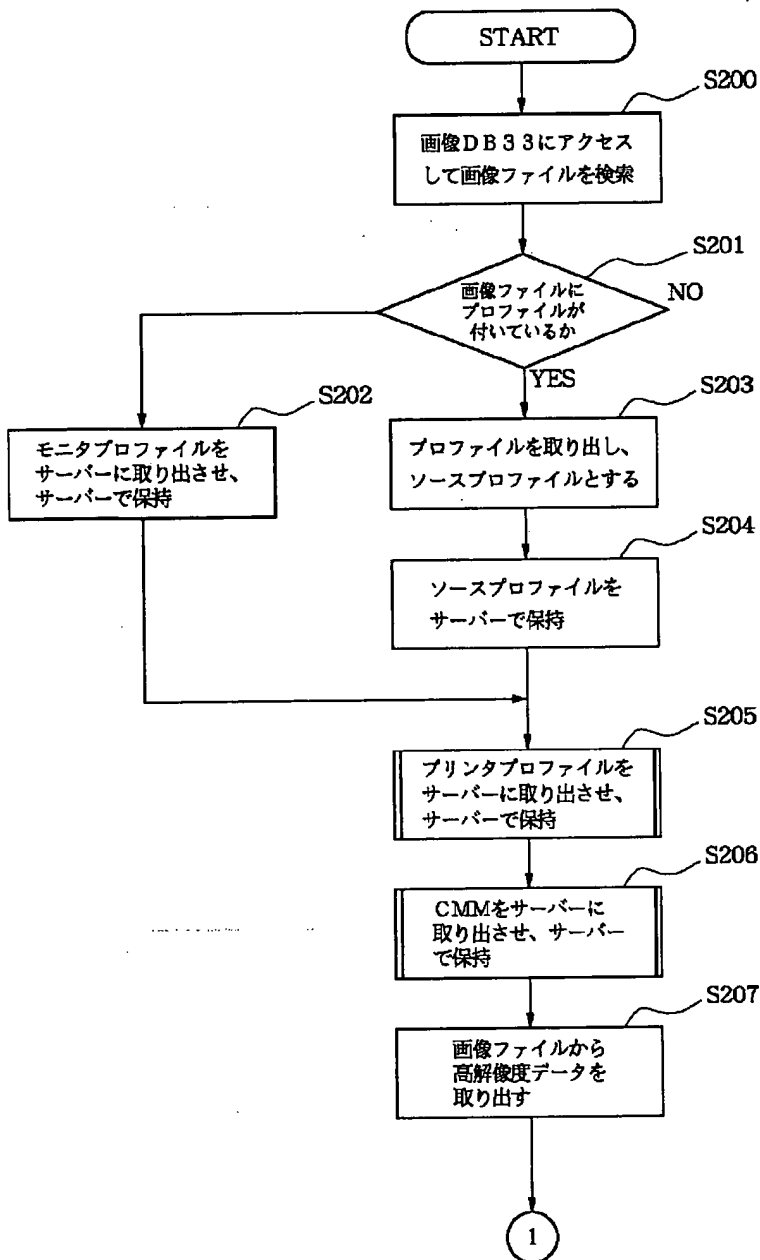 START
S200
画像DB33にアクセス
して画像ファイルを検索
S201
画像ファイルに
プロファイルが
付いているか
NO
YES
S202
モニタプロファイルを
サーバーに取り出させ、
サーバーで保持
S203
プロファイルを取り出し、
ソースプロファイルとする
S204
ソースプロファイルを
サーバーで保持
S205
プリンタプロファイルを
サーバーに取り出させ、
サーバーで保持
S206
CMMをサーバーに
取り出させ、サーバー
で保持
S207
画像ファイルから
高解像度データを
取り出す
1